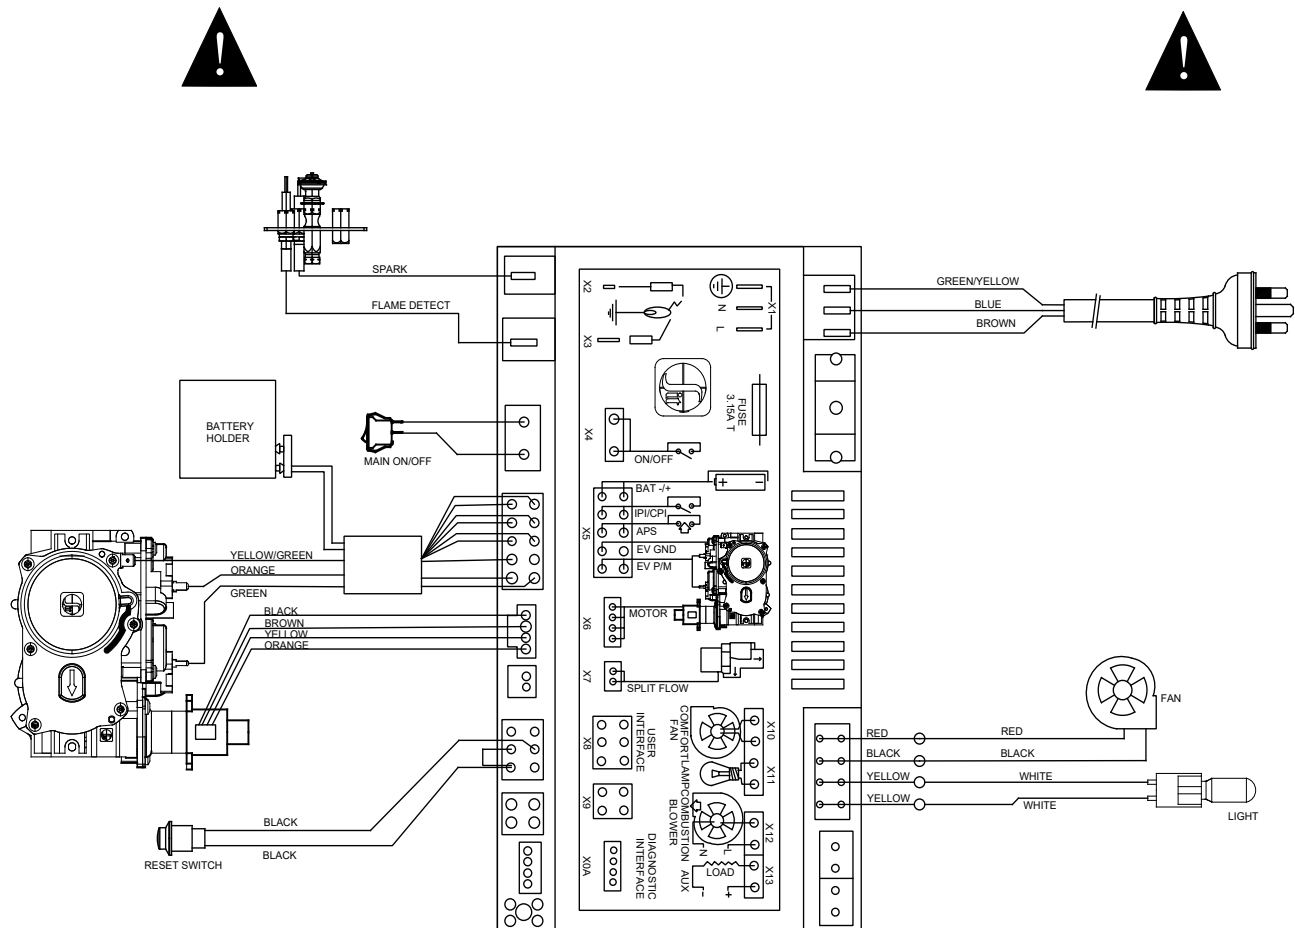 !
!
SPARK
FLAME DETECT
GREEN/YELLOW
BLUE
BROWN
X2
X3
X1
N
L
FUSE
3.15A T
BATTERY
HOLDER
MAIN ON/OFF
X4
ON/OFF
+ -
BAT -/+
IPI/CPI
APS
EV GND
EV P/M
X5
YELLOW/GREEN
ORANGE
GREEN
BLACK
BROWN
YELLOW
ORANGE
X6
MOTOR
X7
SPLIT FLOW
X8
USER
INTERFACE
X9
X0A
DIAGNOSTIC
INTERFACE
COMFORT
FAN
LAMP
COMBUSTION
BLOWER
AUX
X10
X11
X12
X13
N
L
LOAD
- +
FAN
RED
RED
BLACK
BLACK
YELLOW
WHITE
YELLOW
WHITE
LIGHT
BLACK
BLACK
RESET SWITCH